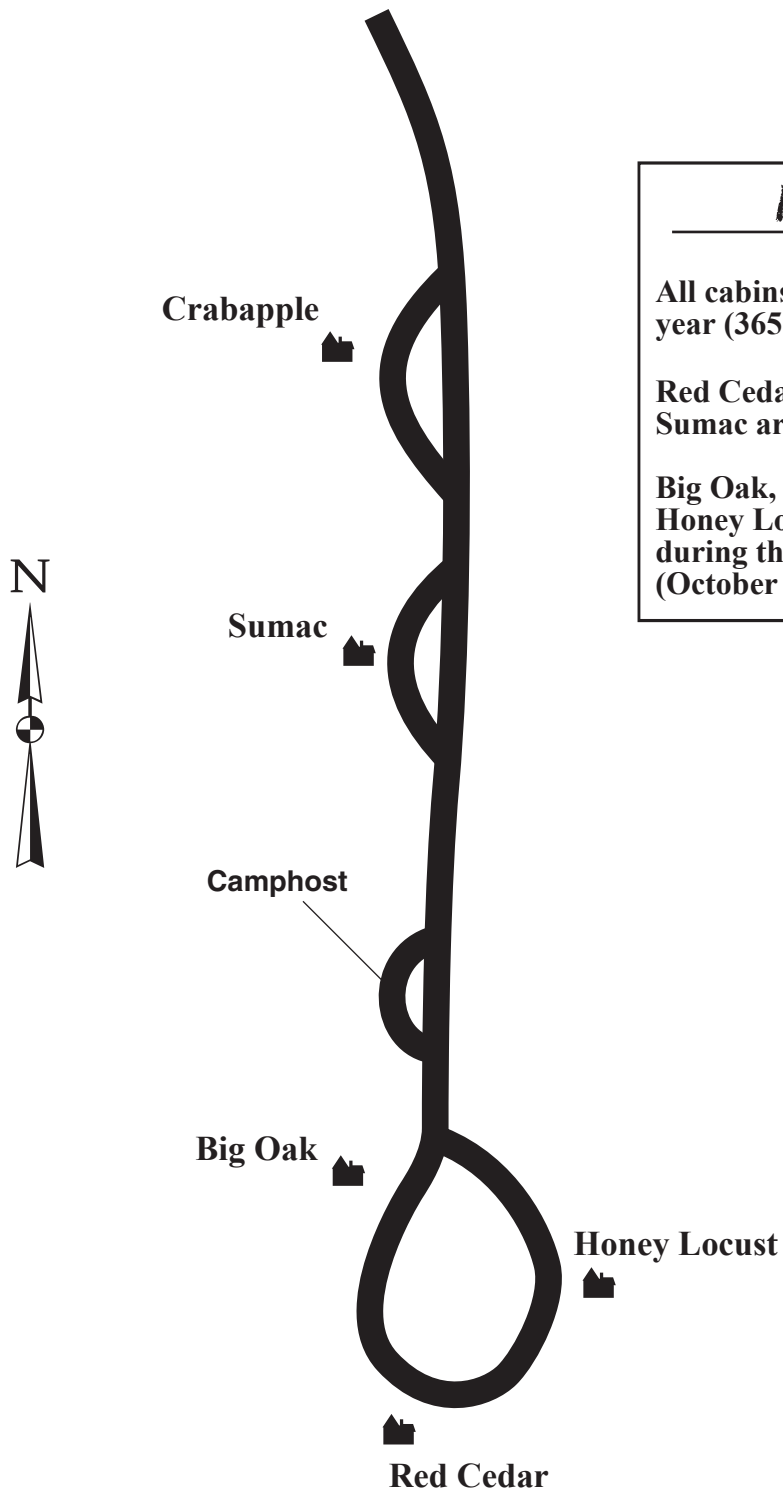 Crabapple
All cabins
year (365
Red Ceda
Sumac ar
Big Oak,
Honey Lo
during th
(October
N
Sumac
Camphost
Big Oak
Honey Locust
Red Cedar